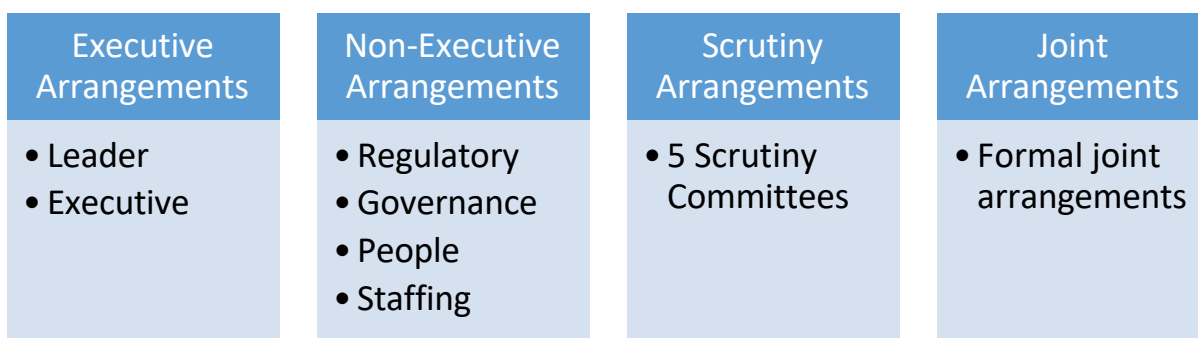 Executive
Arrangements
• Leader
• Executive
Non-Executive
Arrangements
• Regulatory
• Governance
• People
• Staffing
Scrutiny
Arrangements
• 5 Scrutiny
Committees
Joint
Arrangements
• Formal joint
arrangements